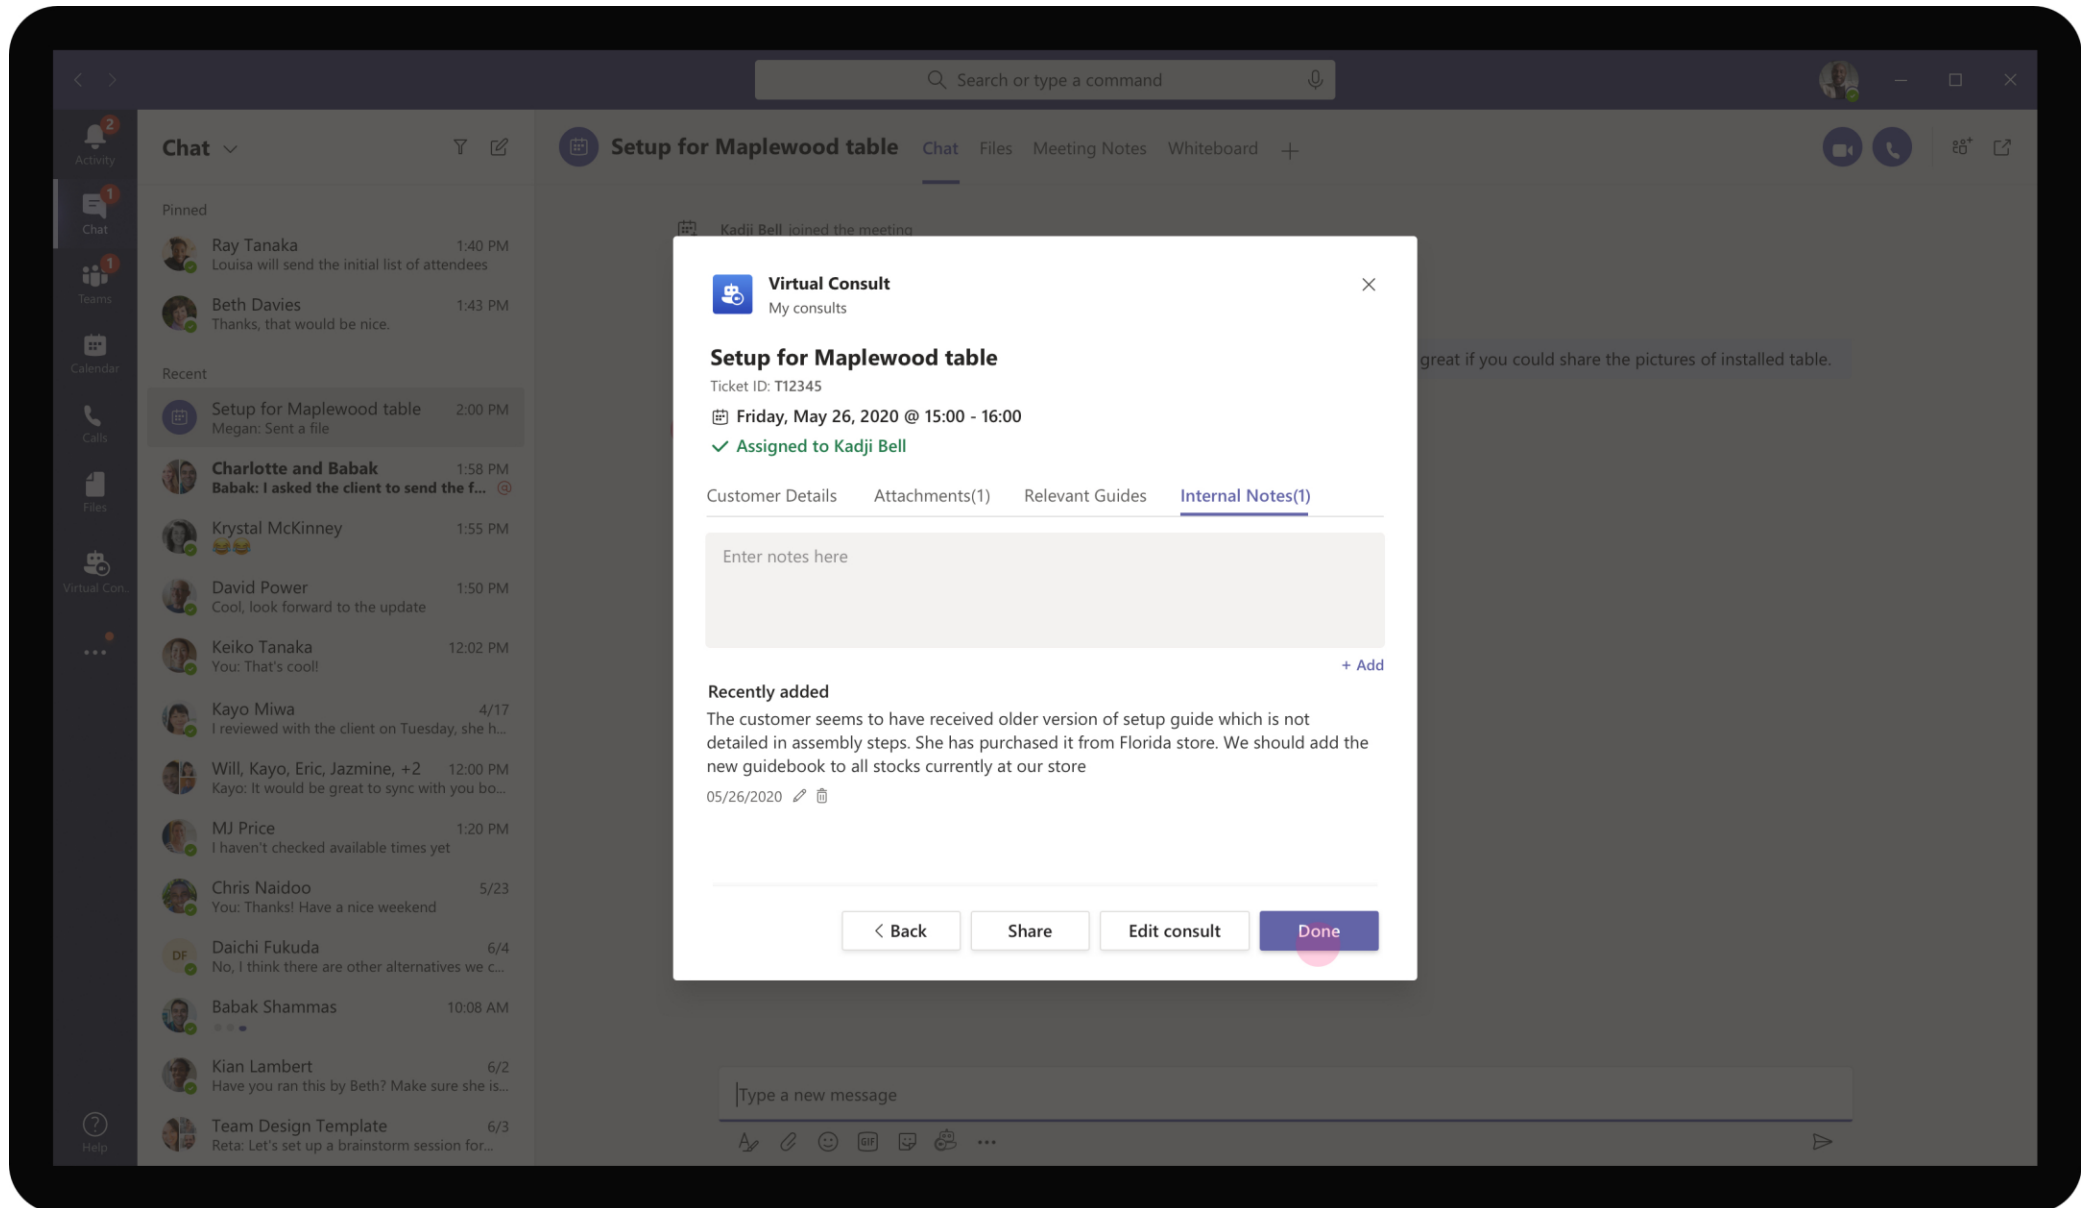 Search or type a command
2
Activity
1
Chat
1
Teams
Calendar
Calls
Files
Virtual Con..
Help
Chat
Pinned
Ray Tanaka 1:40 PM
Louisa will send the initial list of attendees
Beth Davies 1:43 PM
Thanks, that would be nice.
Recent
Setup for Maplewood table 2:00 PM
Megan: Sent a file
Charlotte and Babak 1:58 PM
Babak: I asked the client to send the f... @
Krystal McKinney 1:55 PM
😂😂
David Power 1:50 PM
Cool, look forward to the update
Keiko Tanaka 12:02 PM
You: That's cool!
Kayo Miwa 4/17
I reviewed with the client on Tuesday, she h...
Will, Kayo, Eric, Jazmine, +2 12:00 PM
Kayo: It would be great to sync with you bo...
MJ Price 1:20 PM
I haven't checked available times yet
Chris Naidoo 5/23
You: Thanks! Have a nice weekend
DF
Daichi Fukuda 6/4
No, I think there are other alternatives we c...
Babak Shammas 10:08 AM
Kian Lambert 6/2
Have you ran this by Beth? Make sure she is...
Team Design Template 6/3
Reta: Let's set up a brainstorm session for...
Setup for Maplewood table Chat Files Meeting Notes Whiteboard +
Kadji Bell joined the meeting
great if you could share the pictures of installed table.
Virtual Consult
My consults
Setup for Maplewood table
Ticket ID: T12345
Friday, May 26, 2020 @ 15:00 - 16:00
Assigned to Kadji Bell
Customer Details Attachments(1) Relevant Guides Internal Notes(1)
Enter notes here
+ Add
Recently added
The customer seems to have received older version of setup guide which is not
detailed in assembly steps. She has purchased it from Florida store. We should add the
new guidebook to all stocks currently at our store
05/26/2020
< Back Share Edit consult Done
Type a new message
GIF